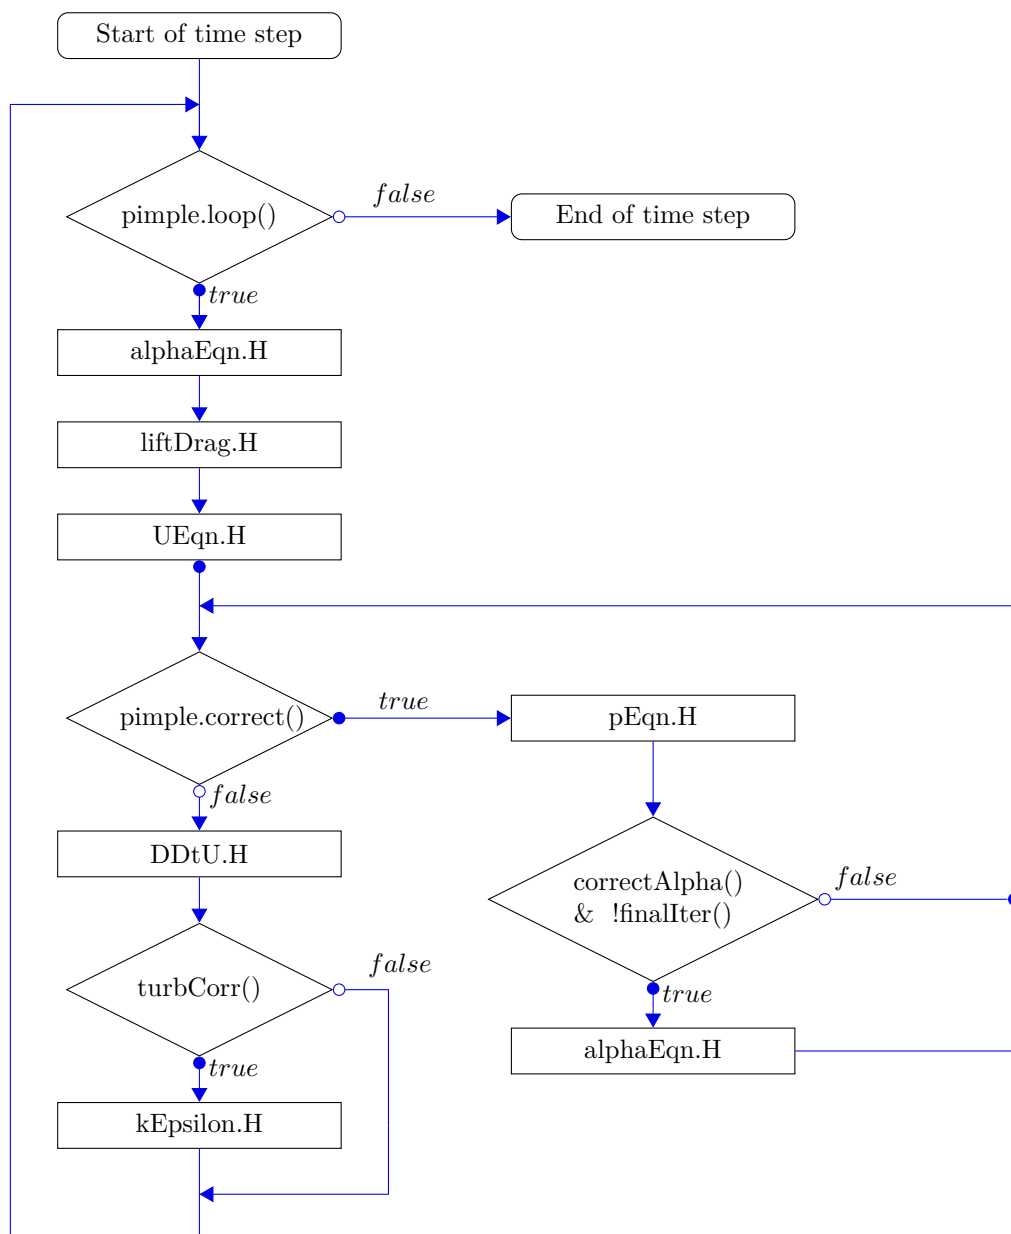 Start of time step
pimple.loop()
false
End of time step
true
alphaEqn.H
liftDrag.H
UEqn.H
pimple.correct()
true
pEqn.H
false
DDtU.H
correctAlpha()
& !finalIter()
false
turbCorr()
false
true
alphaEqn.H
true
kEpsilon.H